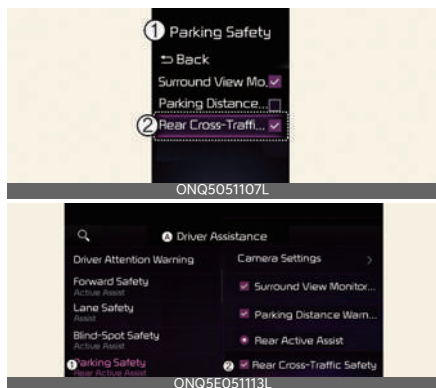 ① Parking Safety
⮌ Back
Surround View Mo..
Parking Distance...
② Rear Cross-Traffi...
ONQ5051107L
Ⓐ Driver Assistance
Driver Attention Warning
Camera Settings >
Forward Safety
Active Assist
Surround View Monitor...
Lane Safety
Assist
Parking Distance Warn...
Blind-Spot Safety
Active Assist
Rear Active Assist
① Parking Safety
Rear Active Assist
② Rear Cross-Traffic Safety
ONQ5E051113L